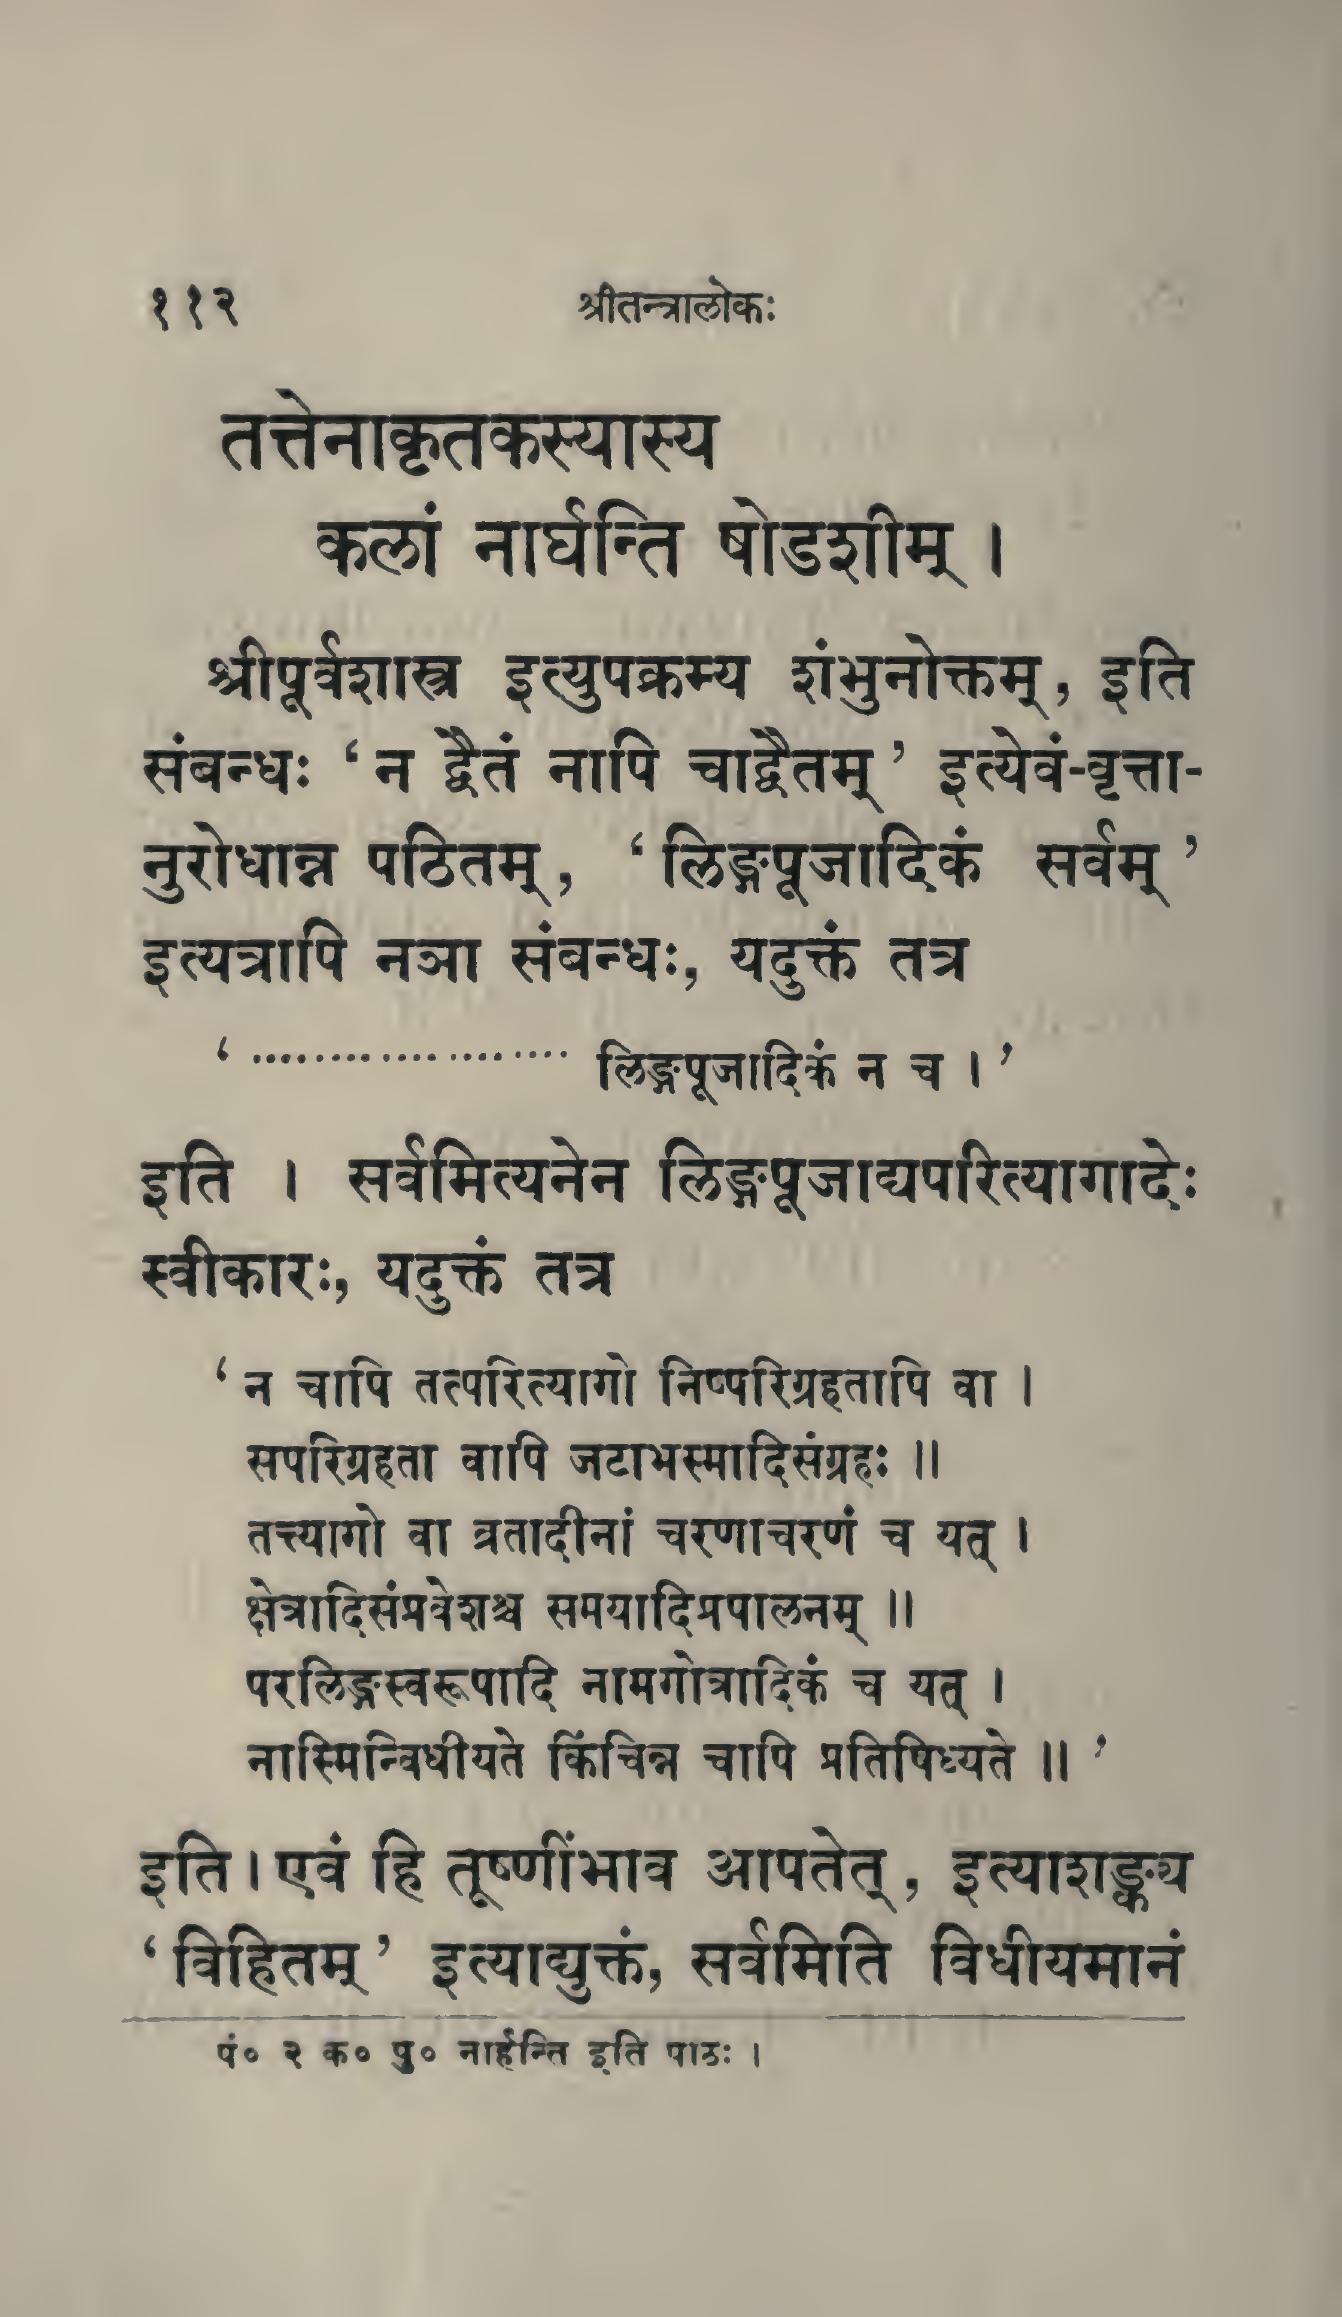 ११२ श्रीतन्त्रालोकः
तत्तेनाकृतकस्यास्य
कलां नार्घन्ति षोडशीम् ।
श्रीपूर्वशास्त्र इत्युपक्रम्य शंभुनोक्तम्, इति
संबन्धः ‘न द्वैतं नापि चाद्वैतम्’ इत्येवं-वृत्ता-
नुरोधान्न पठितम्, ‘लिङ्गपूजादिकं सर्वम्’
इत्यत्रापि नञा संबन्धः, यदुक्तं तत्र
‘.................... लिङ्गपूजादिकं न च ।’
इति । सर्वमित्यनेन लिङ्गपूजाद्यपरित्यागादेः
स्वीकारः, यदुक्तं तत्र
‘न चापि तत्परित्यागो निष्परिग्रहतापि वा ।
सपरिग्रहता वापि जटाभस्मादिसंग्रहः ॥
तत्त्यागो वा व्रतादीनां चरणाचरणं च यत् ।
क्षेत्रादिसंप्रवेशश्च समयादिप्रपालनम् ॥
परलिङ्गस्वरूपादि नामगोत्रादिकं च यत् ।
नास्मिन्विधीयते किंचिन्न चापि प्रतिषिध्यते ॥’
इति । एवं हि तूष्णींभाव आपतेत्, इत्याशङ्क्य
‘विहितम्’ इत्याद्युक्तं, सर्वमिति विधीयमानं
पं० २ क० पु० नार्हन्ति इति पाठः ।